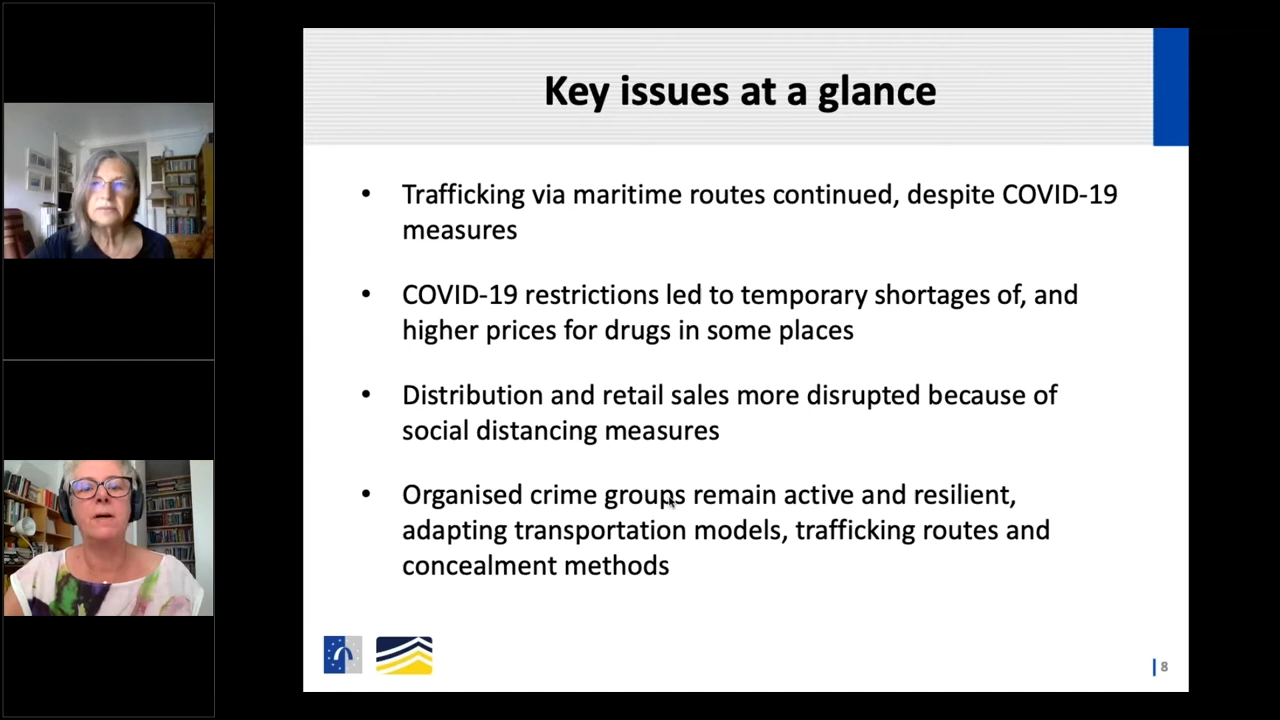 Key issues at a glance
• Trafficking via maritime routes continued, despite COVID-19
measures
• COVID-19 restrictions led to temporary shortages of, and
higher prices for drugs in some places
• Distribution and retail sales more disrupted because of
social distancing measures
• Organised crime groups remain active and resilient,
adapting transportation models, trafficking routes and
concealment methods
8